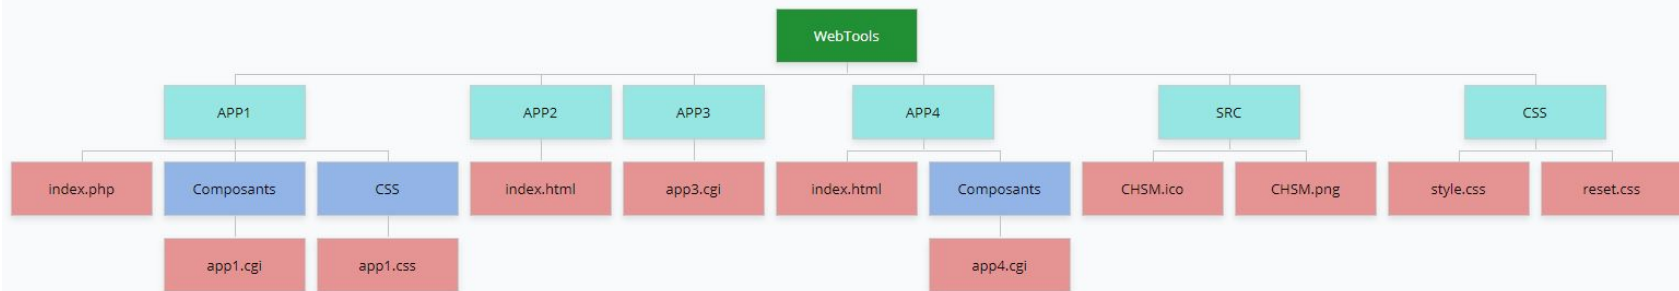 WebTools
APP1
APP2
APP3
APP4
SRC
CSS
index.php
Composants
CSS
index.html
app3.cgi
index.html
Composants
CHSM.ico
CHSM.png
style.css
reset.css
app1.cgi
app1.css
app4.cgi